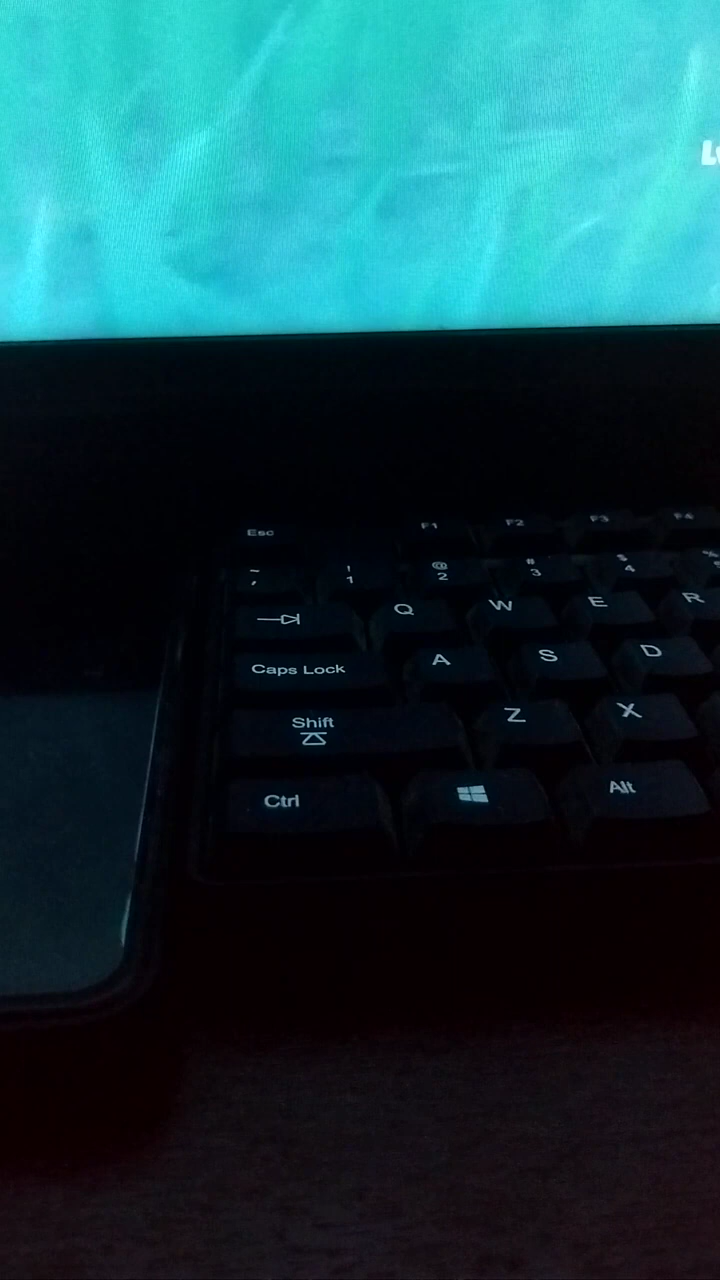 Esc F1 F2 F3 F4
~ ! @ # $ %
` 1 2 3 4
Q W E R
Caps Lock A S D
Shift Z X
Ctrl Alt